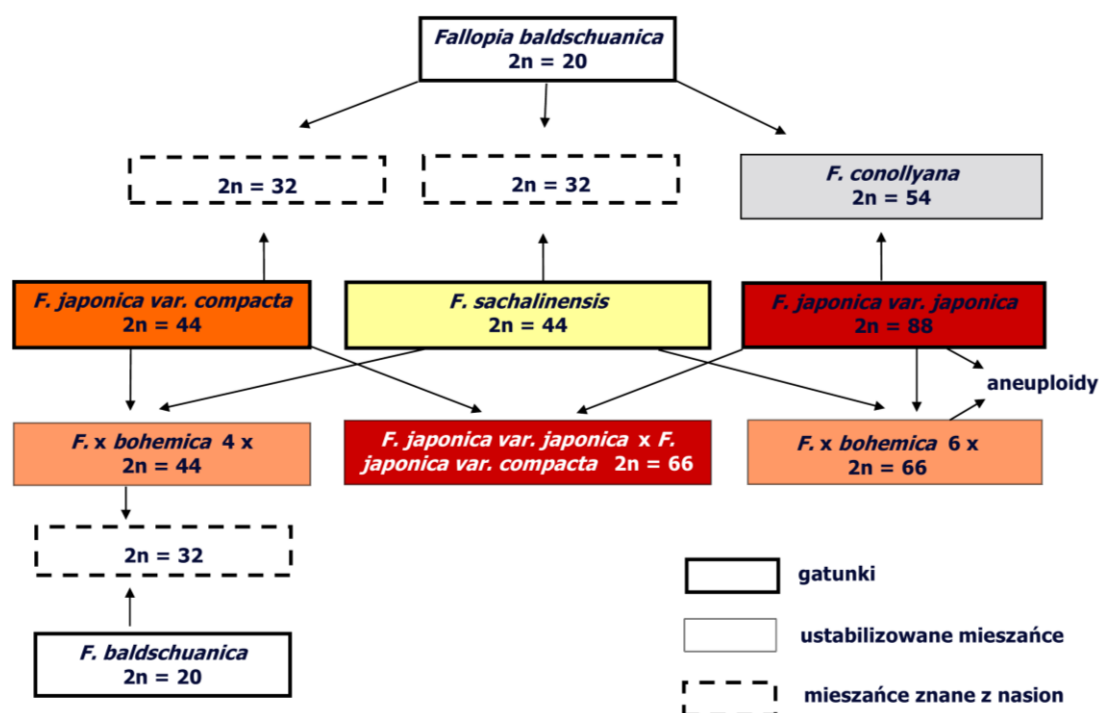 Fallopia baldschuanica
2n = 20
2n = 32
2n = 32
F. conollyana
2n = 54
F. japonica var. compacta
2n = 44
F. sachalinensis
2n = 44
F. japonica var. japonica
2n = 88
aneuploidy
F. x bohemica 4 x
2n = 44
F. japonica var. japonica x F.
japonica var. compacta 2n = 66
F. x bohemica 6 x
2n = 66
2n = 32
F. baldschuanica
2n = 20
gatunki
ustabilizowane mieszańce
mieszańce znane z nasion